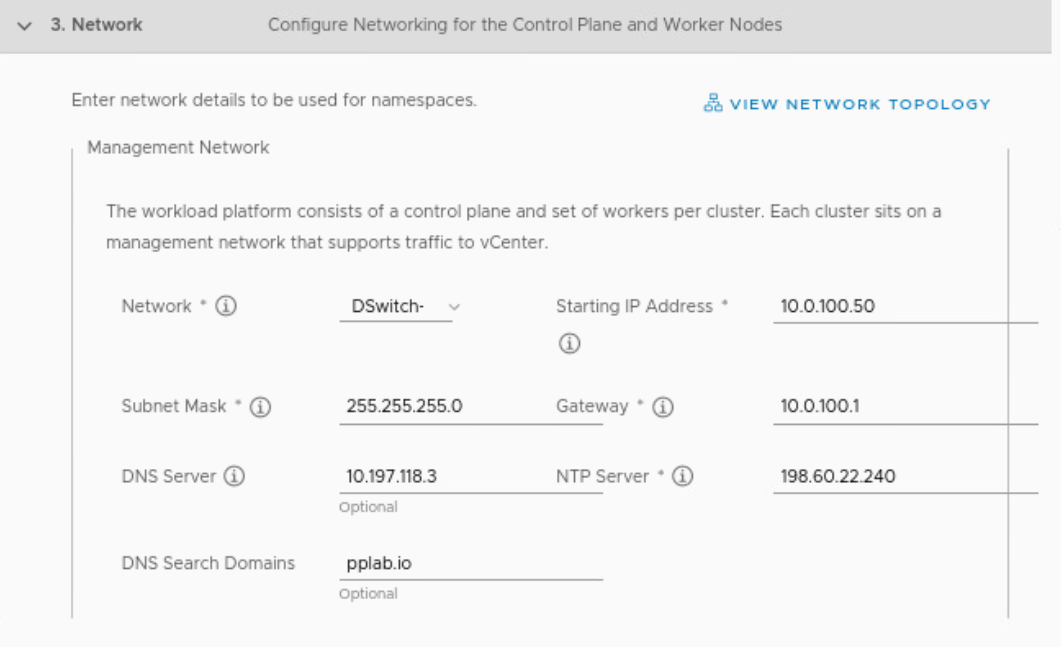 3. Network Configure Networking for the Control Plane and Worker Nodes
Enter network details to be used for namespaces. VIEW NETWORK TOPOLOGY
Management Network
The workload platform consists of a control plane and set of workers per cluster. Each cluster sits on a
management network that supports traffic to vCenter.
Network * DSwitch- Starting IP Address * 10.0.100.50
Subnet Mask * 255.255.255.0 Gateway * 10.0.100.1
DNS Server 10.197.118.3 NTP Server * 198.60.22.240
Optional
DNS Search Domains pplab.io
Optional